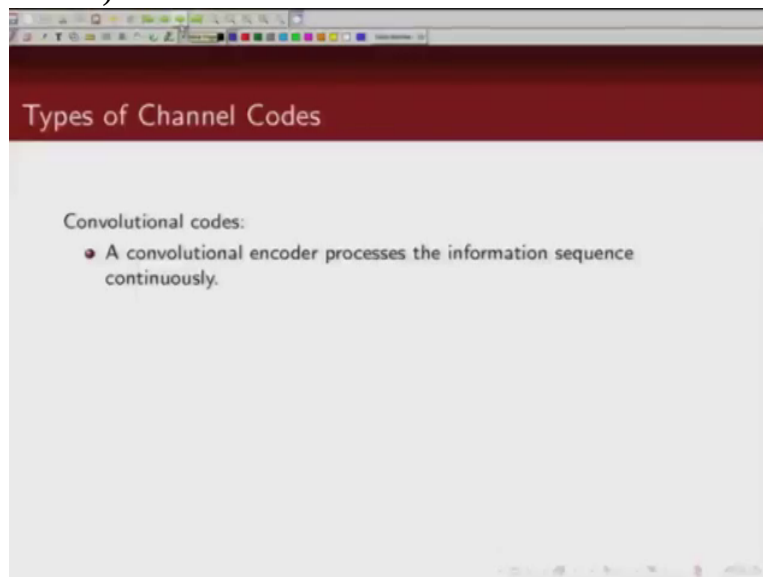 Types of Channel Codes
Convolutional codes:
A convolutional encoder processes the information sequence
continuously.